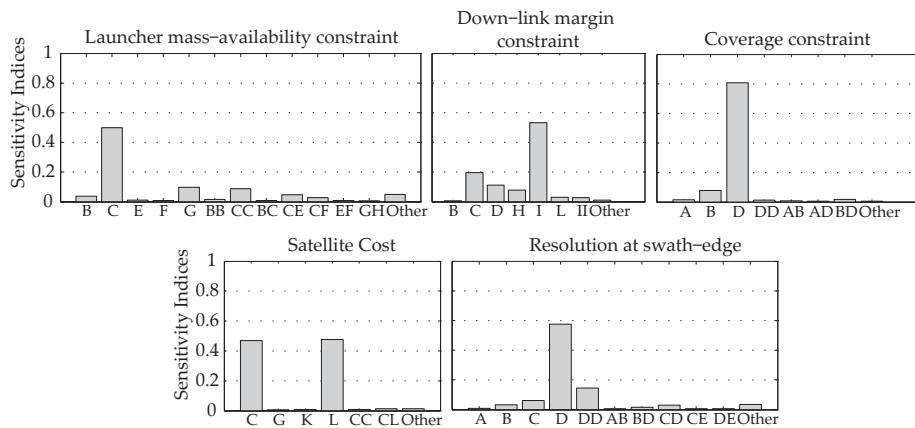 Launcher mass−availability constraint
Down−link margin
constraint
Coverage constraint
Sensitivity Indices
1
0.8
0.6
0.4
0.2
0
B C E F G BB CC BC CE CF EF GH Other
B C D H I L II Other
A B D DD AB AD BD Other
Satellite Cost
Resolution at swath−edge
Sensitivity Indices
1
0.8
0.6
0.4
0.2
0
C G K L CC CL Other
A B C D DD AB BD CD CE DE Other